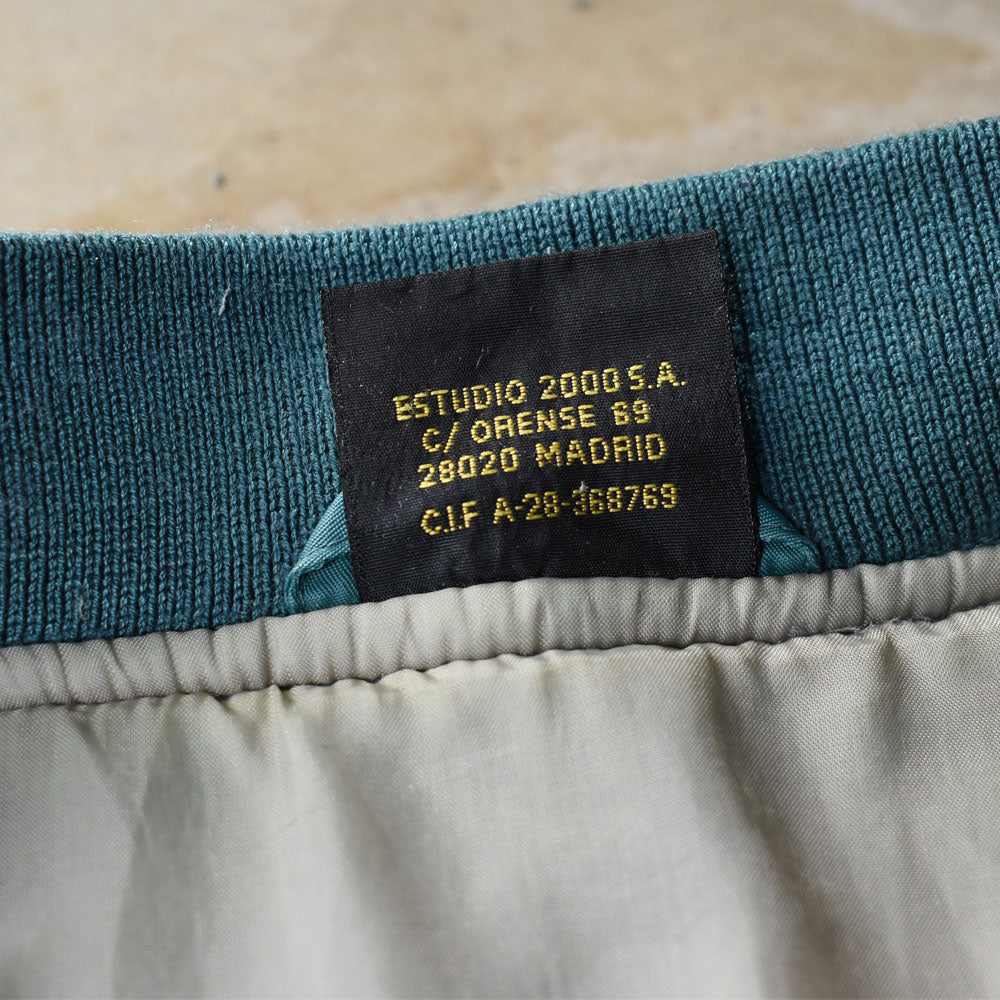 ESTUDIO 2000 S.A.
C/ ORENSE 69
28020 MADRID
C.I.F A-28-368769